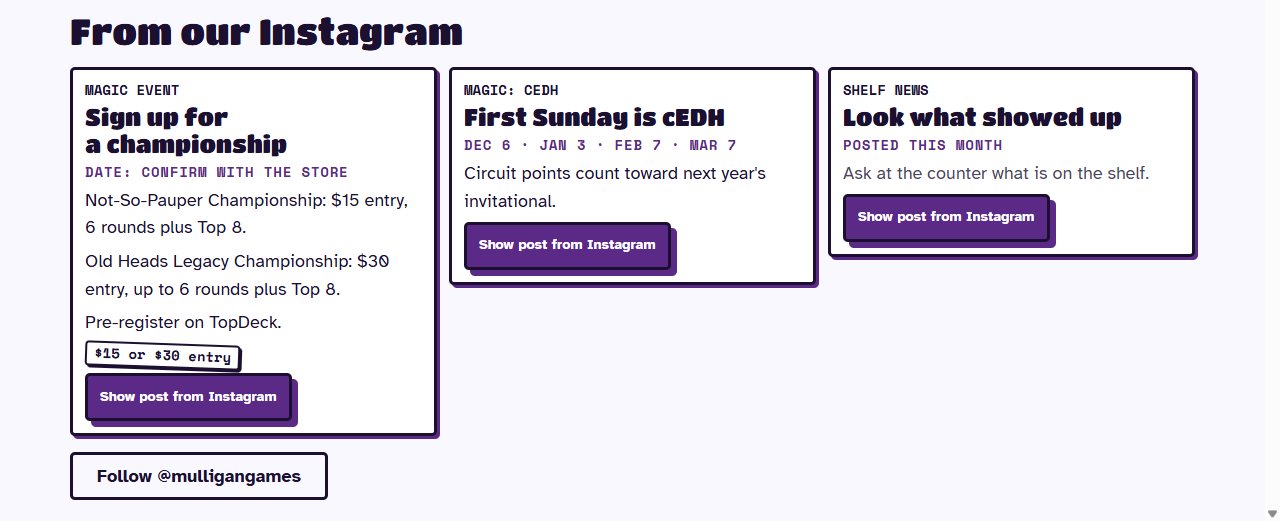 From our Instagram
MAGIC EVENT
Sign up for
a championship
DATE: CONFIRM WITH THE STORE
Not-So-Pauper Championship: $15 entry,
6 rounds plus Top 8.
Old Heads Legacy Championship: $30
entry, up to 6 rounds plus Top 8.
Pre-register on TopDeck.
$15 or $30 entry
Show post from Instagram
MAGIC: CEDH
First Sunday is cEDH
DEC 6 · JAN 3 · FEB 7 · MAR 7
Circuit points count toward next year's
invitational.
Show post from Instagram
SHELF NEWS
Look what showed up
POSTED THIS MONTH
Ask at the counter what is on the shelf.
Show post from Instagram
Follow @mulligangames